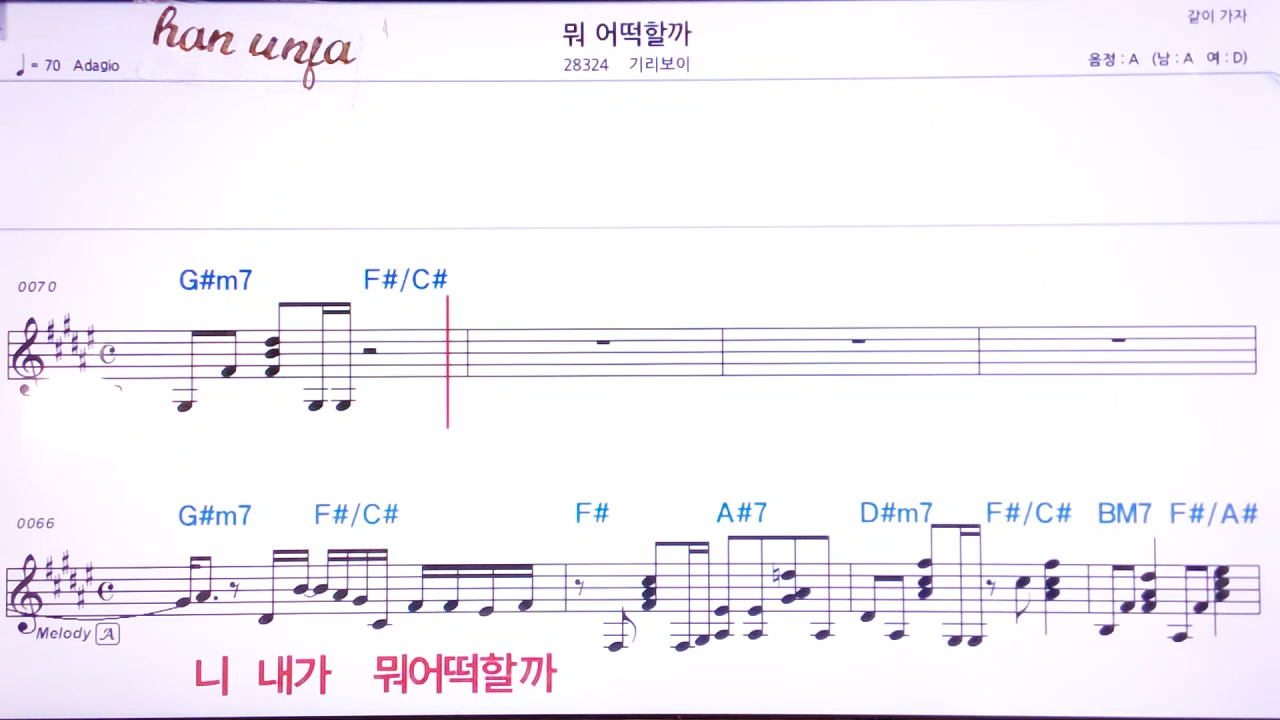 han unfa
뭐 어떡할까
같이 가자
♩= 70 Adagio
28324 기리보이
음정 : A (남 : A 여 : D)
G#m7 F#/C#
0070
G#m7 F#/C# F# A#7 D#m7 F#/C# BM7 F#/A#
0066
Melody A
니 내가 뭐어떡할까